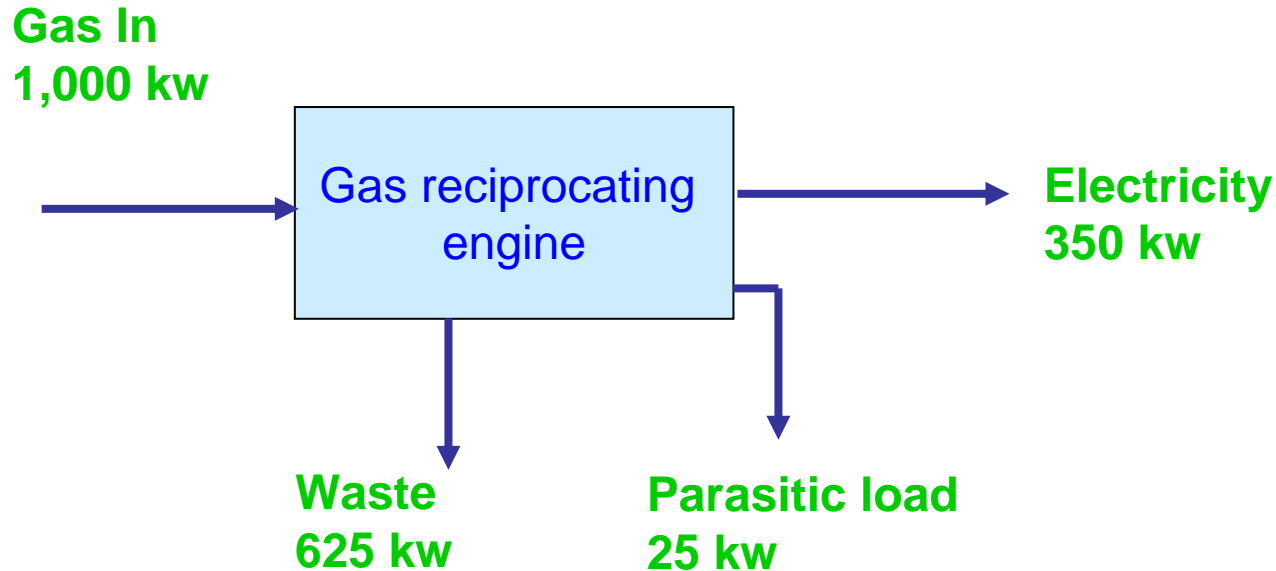 Gas In
1,000 kw
Gas reciprocating
engine
Electricity
350 kw
Waste
625 kw
Parasitic load
25 kw